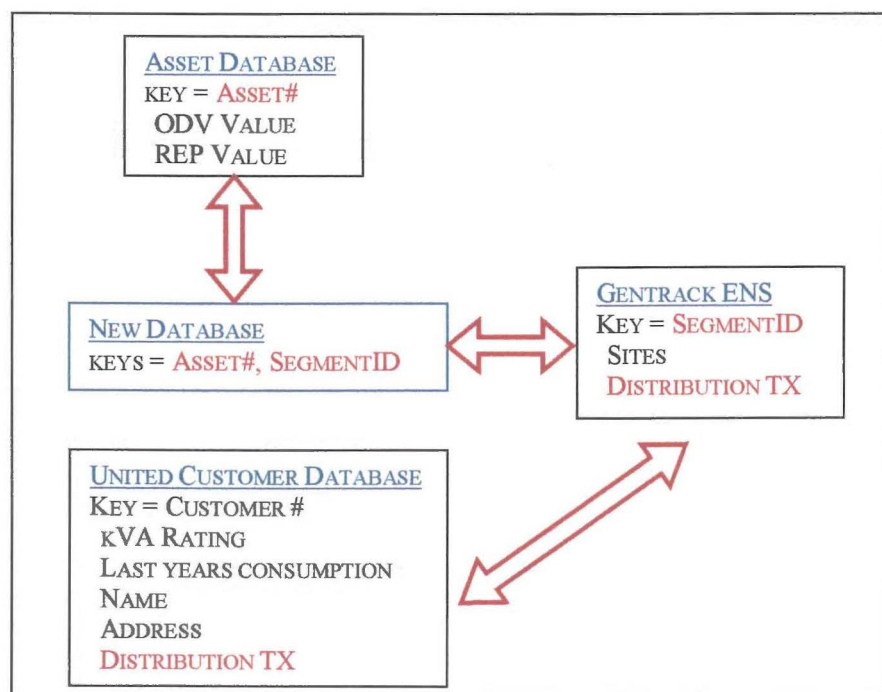 ASSET DATABASE
KEY = ASSET#
ODV VALUE
REP VALUE
NEW DATABASE
KEYS = ASSET#, SEGMENTID
GENTRACK ENS
KEY = SEGMENTID
SITES
DISTRIBUTION TX
UNITED CUSTOMER DATABASE
KEY = CUSTOMER #
KVA RATING
LAST YEARS CONSUMPTION
NAME
ADDRESS
DISTRIBUTION TX